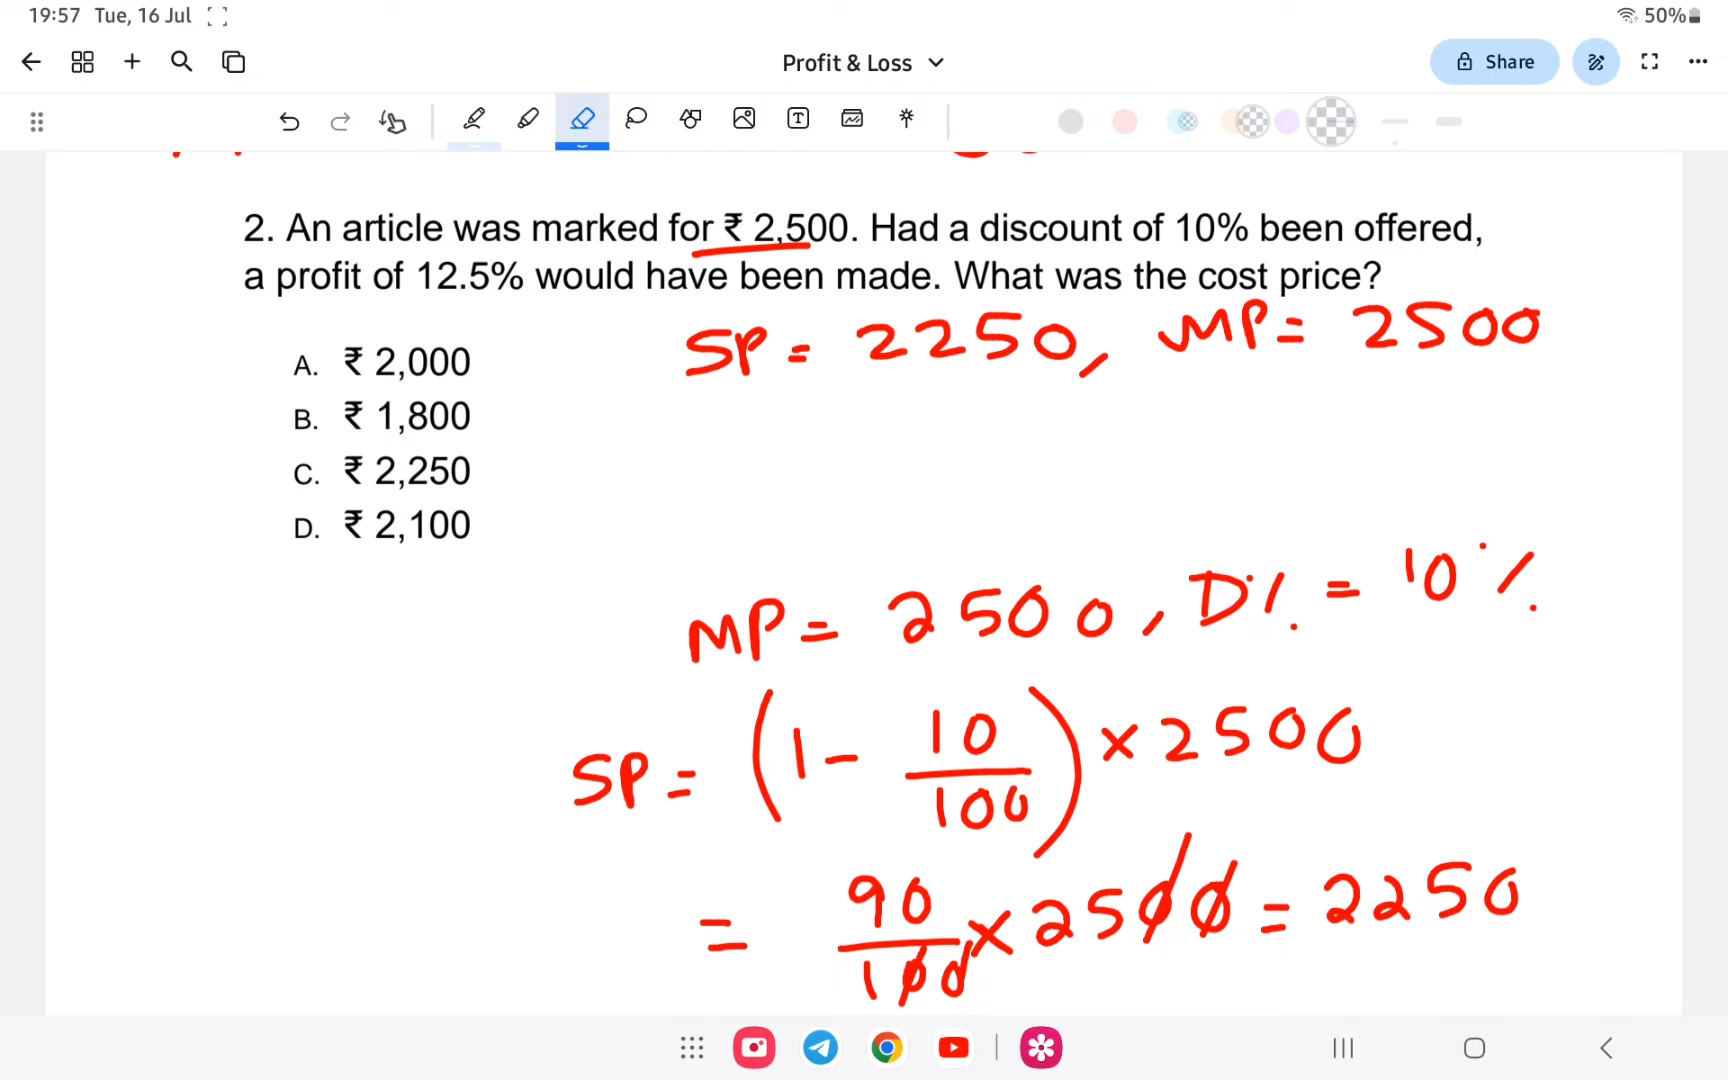 19:57 Tue, 16 Jul
50%
Profit & Loss
Share
2. An article was marked for ₹ 2,500. Had a discount of 10% been offered,
a profit of 12.5% would have been made. What was the cost price?
SP = 2250, MP = 2500
A. ₹ 2,000
B. ₹ 1,800
C. ₹ 2,250
D. ₹ 2,100
MP = 2500, D% = 10%
SP = (1 - 10/100) × 2500
= 90/100 × 2500 = 2250